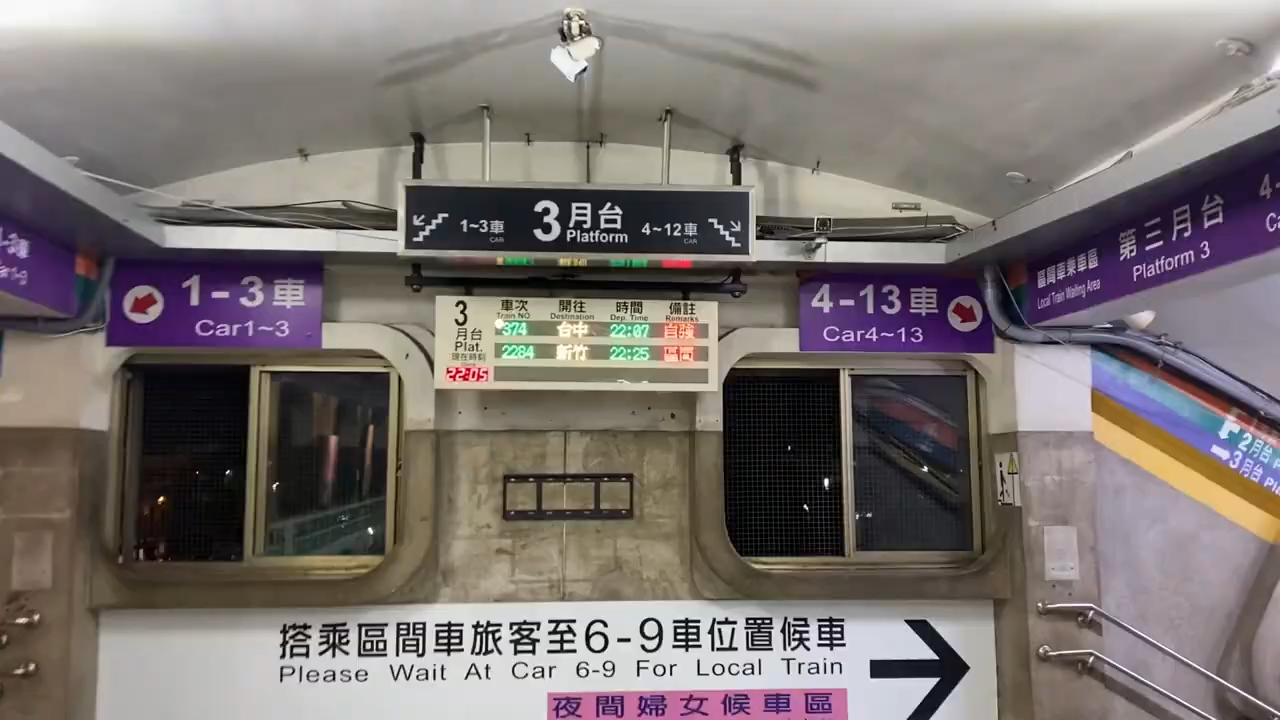 1~3車
CAR
3月台
Platform
4~12車
CAR
1-3車
Car1~3
4-13車
Car4~13
區間車乘車區
Local Train Waiting Area
第三月台
Platform 3
3
月台
Plat.
現在時刻
22:05
車次 開往 時間 備註
Train NO. Destination Dep. Time Remarks
374 台中 22:07 自強
2284 新竹 22:25 區間
2月台
3月台
搭乘區間車旅客至6-9車位置候車
Please Wait At Car 6-9 For Local Train
夜間婦女候車區